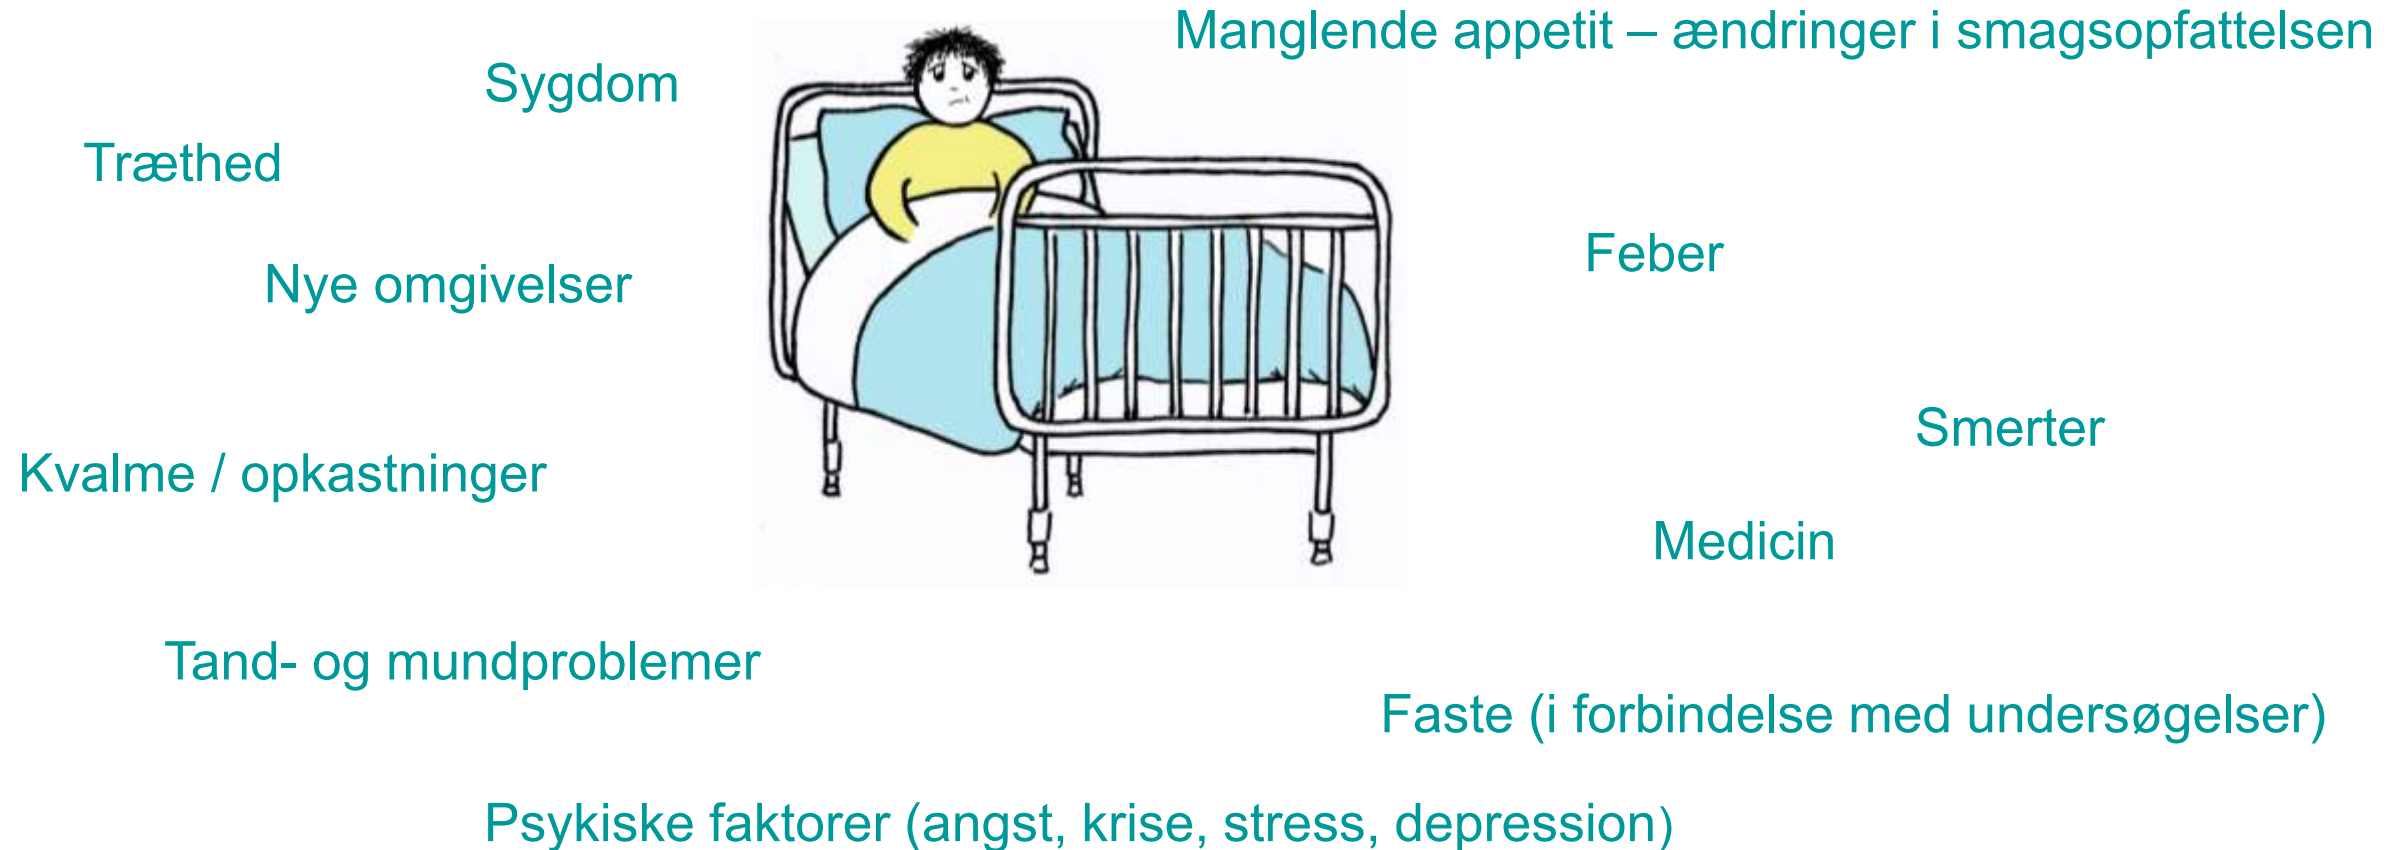 Manglende appetit – ændringer i smagsopfattelsen
Sygdom
Træthed
Feber
Nye omgivelser
Smerter
Kvalme / opkastninger
Medicin
Tand- og mundproblemer
Faste (i forbindelse med undersøgelser)
Psykiske faktorer (angst, krise, stress, depression)